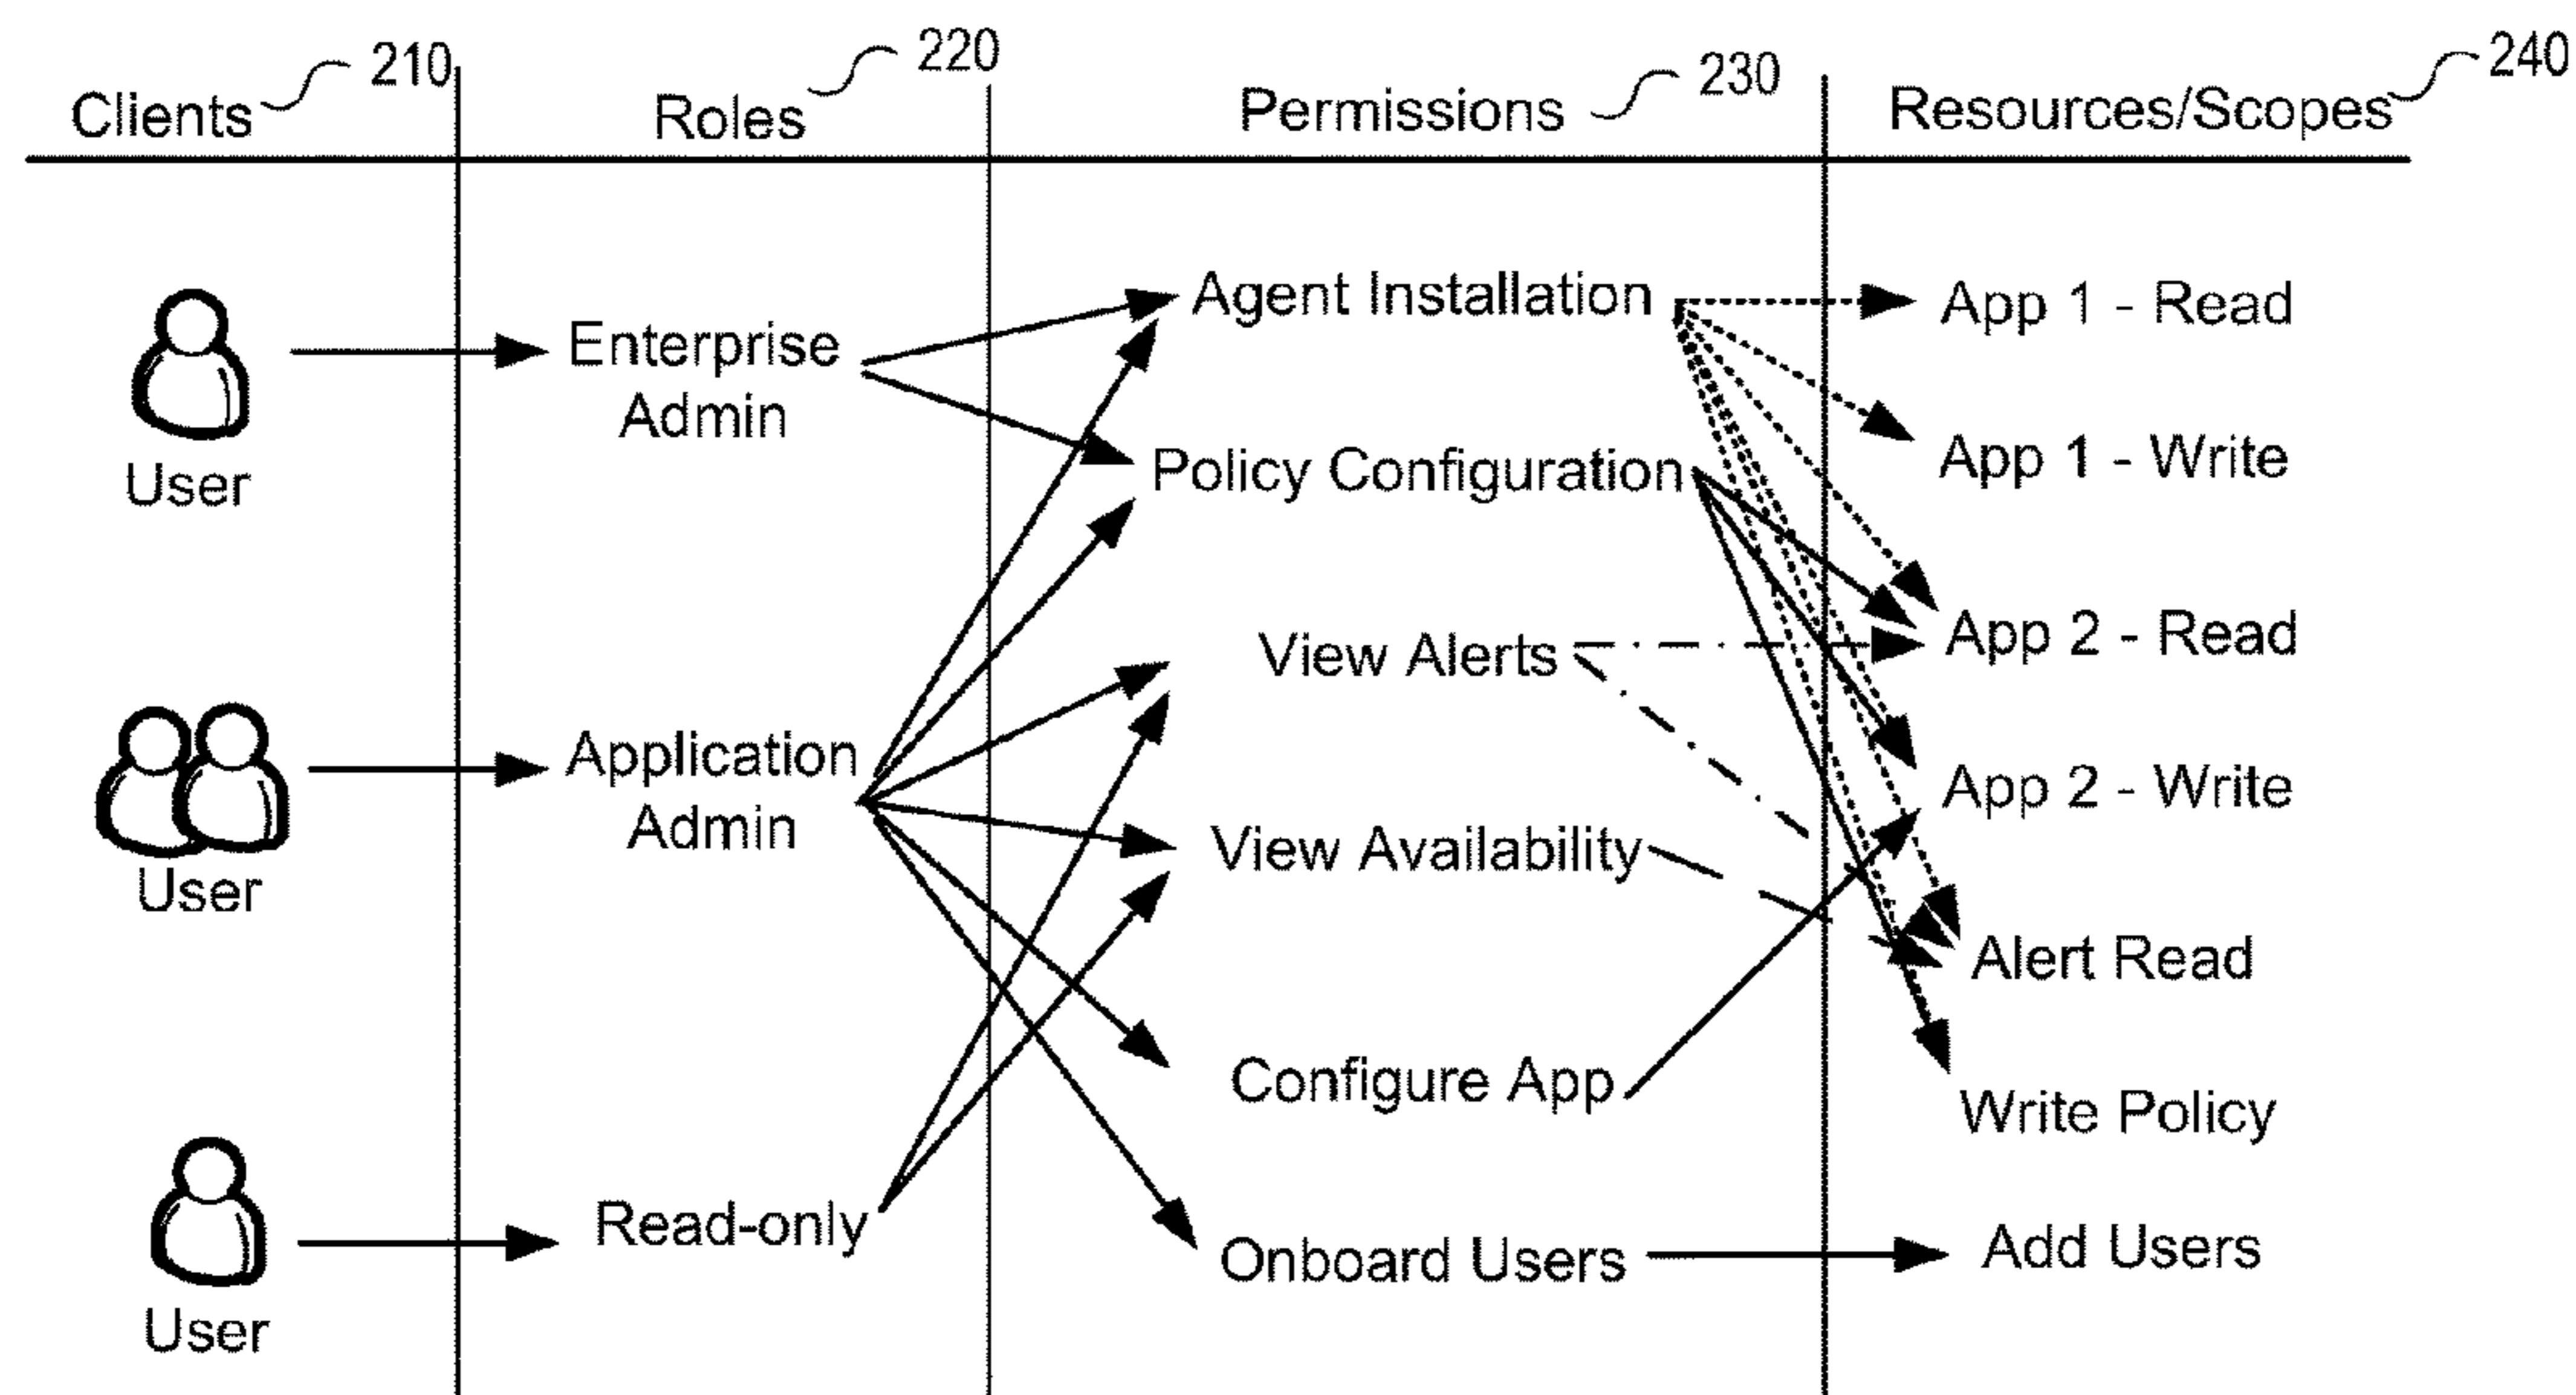 Clients
210
Roles
220
Permissions
230
Resources/Scopes
240
User
Enterprise
Admin
Agent Installation
App 1 - Read
Policy Configuration
App 1 - Write
View Alerts
App 2 - Read
User
Application
Admin
View Availability
App 2 - Write
Alert Read
Configure App
Write Policy
User
Read-only
Onboard Users
Add Users